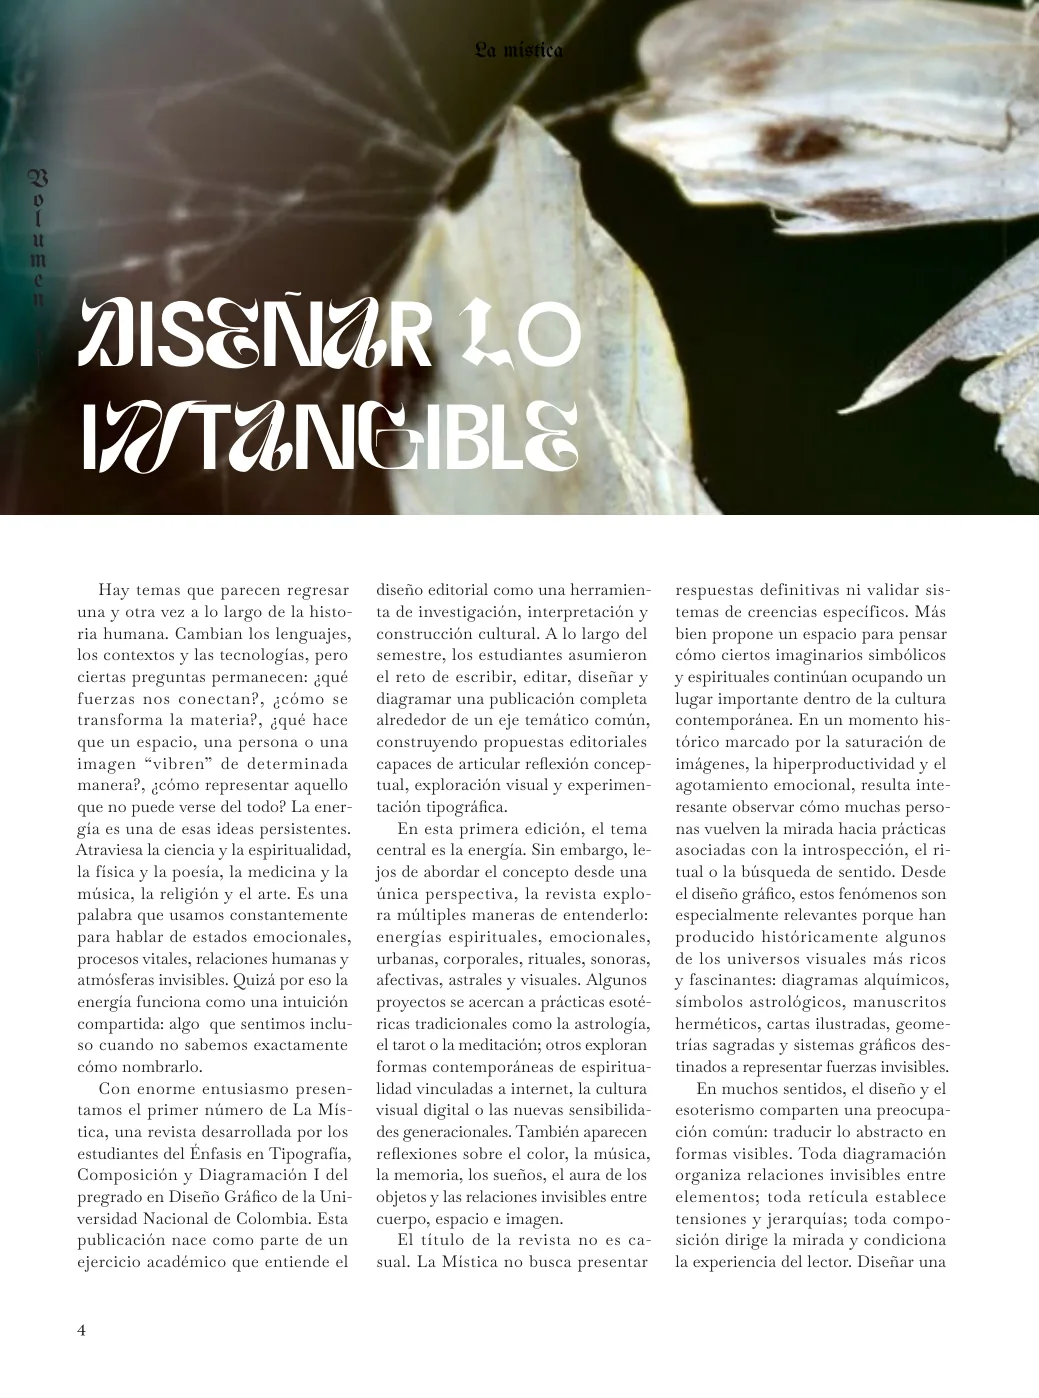 La mística
Volumen
DISEÑAR LO
INTANGIBLE
Hay temas que parecen regresar
una y otra vez a lo largo de la histo-
ria humana. Cambian los lenguajes,
los contextos y las tecnologías, pero
ciertas preguntas permanecen: ¿qué
fuerzas nos conectan?, ¿cómo se
transforma la materia?, ¿qué hace
que un espacio, una persona o una
imagen “vibren” de determinada
manera?, ¿cómo representar aquello
que no puede verse del todo? La ener-
gía es una de esas ideas persistentes.
Atraviesa la ciencia y la espiritualidad,
la física y la poesía, la medicina y la
música, la religión y el arte. Es una
palabra que usamos constantemente
para hablar de estados emocionales,
procesos vitales, relaciones humanas y
atmósferas invisibles. Quizá por eso la
energía funciona como una intuición
compartida: algo  que sentimos inclu-
so cuando no sabemos exactamente
cómo nombrarlo.
Con enorme entusiasmo presen-
tamos el primer número de La Mís-
tica, una revista desarrollada por los
estudiantes del Énfasis en Tipografía,
Composición y Diagramación I del
pregrado en Diseño Gráfico de la Uni-
versidad Nacional de Colombia. Esta
publicación nace como parte de un
ejercicio académico que entiende el
diseño editorial como una herramien-
ta de investigación, interpretación y
construcción cultural. A lo largo del
semestre, los estudiantes asumieron
el reto de escribir, editar, diseñar y
diagramar una publicación completa
alrededor de un eje temático común,
construyendo propuestas editoriales
capaces de articular reflexión concep-
tual, exploración visual y experimen-
tación tipográfica.
En esta primera edición, el tema
central es la energía. Sin embargo, le-
jos de abordar el concepto desde una
única perspectiva, la revista explo-
ra múltiples maneras de entenderlo:
energías espirituales, emocionales,
urbanas, corporales, rituales, sonoras,
afectivas, astrales y visuales. Algunos
proyectos se acercan a prácticas esoté-
ricas tradicionales como la astrología,
el tarot o la meditación; otros exploran
formas contemporáneas de espiritua-
lidad vinculadas a internet, la cultura
visual digital o las nuevas sensibilida-
des generacionales. También aparecen
reflexiones sobre el color, la música,
la memoria, los sueños, el aura de los
objetos y las relaciones invisibles entre
cuerpo, espacio e imagen.
El título de la revista no es ca-
sual. La Mística no busca presentar
respuestas definitivas ni validar sis-
temas de creencias específicos. Más
bien propone un espacio para pensar
cómo ciertos imaginarios simbólicos
y espirituales continúan ocupando un
lugar importante dentro de la cultura
contemporánea. En un momento his-
tórico marcado por la saturación de
imágenes, la hiperproductividad y el
agotamiento emocional, resulta inte-
resante observar cómo muchas perso-
nas vuelven la mirada hacia prácticas
asociadas con la introspección, el ri-
tual o la búsqueda de sentido. Desde
el diseño gráfico, estos fenómenos son
especialmente relevantes porque han
producido históricamente algunos
de los universos visuales más ricos
y fascinantes: diagramas alquímicos,
símbolos astrológicos, manuscritos
herméticos, cartas ilustradas, geome-
trías sagradas y sistemas gráficos des-
tinados a representar fuerzas invisibles.
En muchos sentidos, el diseño y el
esoterismo comparten una preocupa-
ción común: traducir lo abstracto en
formas visibles. Toda diagramación
organiza relaciones invisibles entre
elementos; toda retícula establece
tensiones y jerarquías; toda compo-
sición dirige la mirada y condiciona
la experiencia del lector. Diseñar una
4